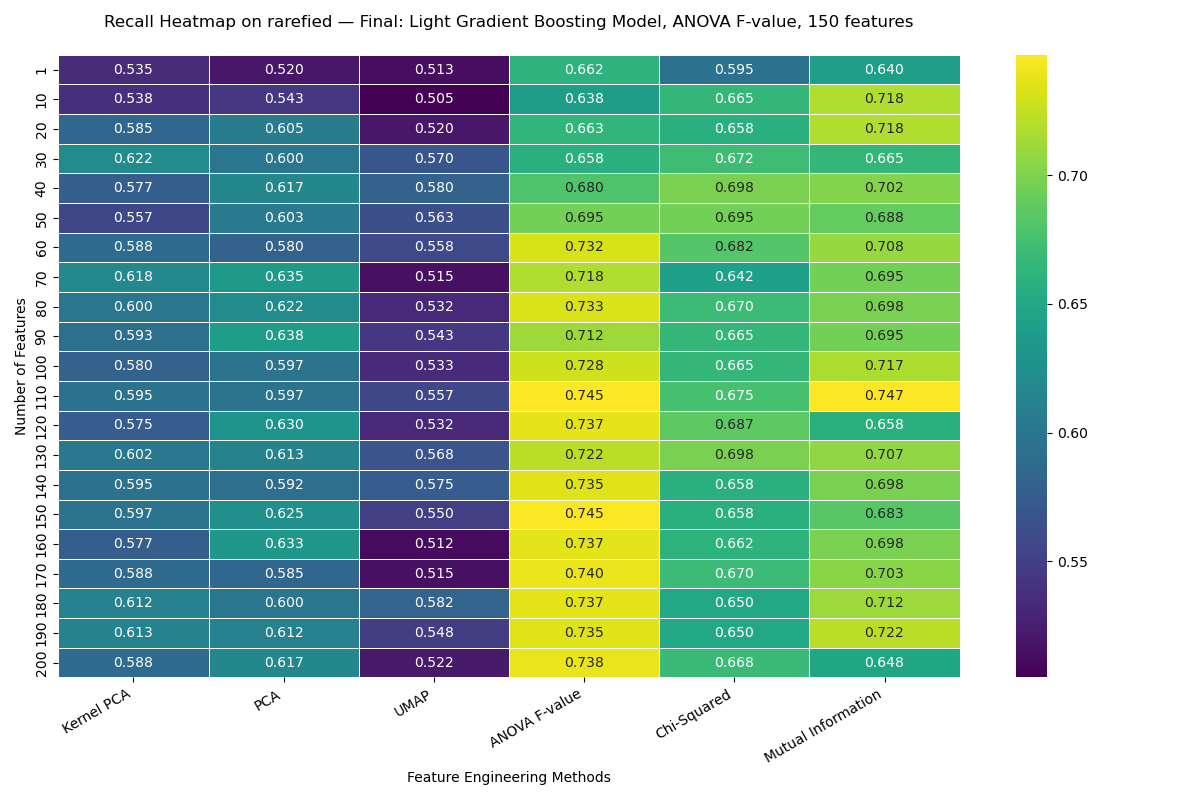 Recall Heatmap on rarefied — Final: Light Gradient Boosting Model, ANOVA F-value, 150 features
Number of Features
1 0.535 0.520 0.513 0.662 0.595 0.640
10 0.538 0.543 0.505 0.638 0.665 0.718
20 0.585 0.605 0.520 0.663 0.658 0.718
30 0.622 0.600 0.570 0.658 0.672 0.665
40 0.577 0.617 0.580 0.680 0.698 0.702
50 0.557 0.603 0.563 0.695 0.695 0.688
60 0.588 0.580 0.558 0.732 0.682 0.708
70 0.618 0.635 0.515 0.718 0.642 0.695
80 0.600 0.622 0.532 0.733 0.670 0.698
90 0.593 0.638 0.543 0.712 0.665 0.695
100 0.580 0.597 0.533 0.728 0.665 0.717
110 0.595 0.597 0.557 0.745 0.675 0.747
120 0.575 0.630 0.532 0.737 0.687 0.658
130 0.602 0.613 0.568 0.722 0.698 0.707
140 0.595 0.592 0.575 0.735 0.658 0.698
150 0.597 0.625 0.550 0.745 0.658 0.683
160 0.577 0.633 0.512 0.737 0.662 0.698
170 0.588 0.585 0.515 0.740 0.670 0.703
180 0.612 0.600 0.582 0.737 0.650 0.712
190 0.613 0.612 0.548 0.735 0.650 0.722
200 0.588 0.617 0.522 0.738 0.668 0.648
Kernel PCA PCA UMAP ANOVA F-value Chi-Squared Mutual Information
Feature Engineering Methods
0.70
0.65
0.60
0.55